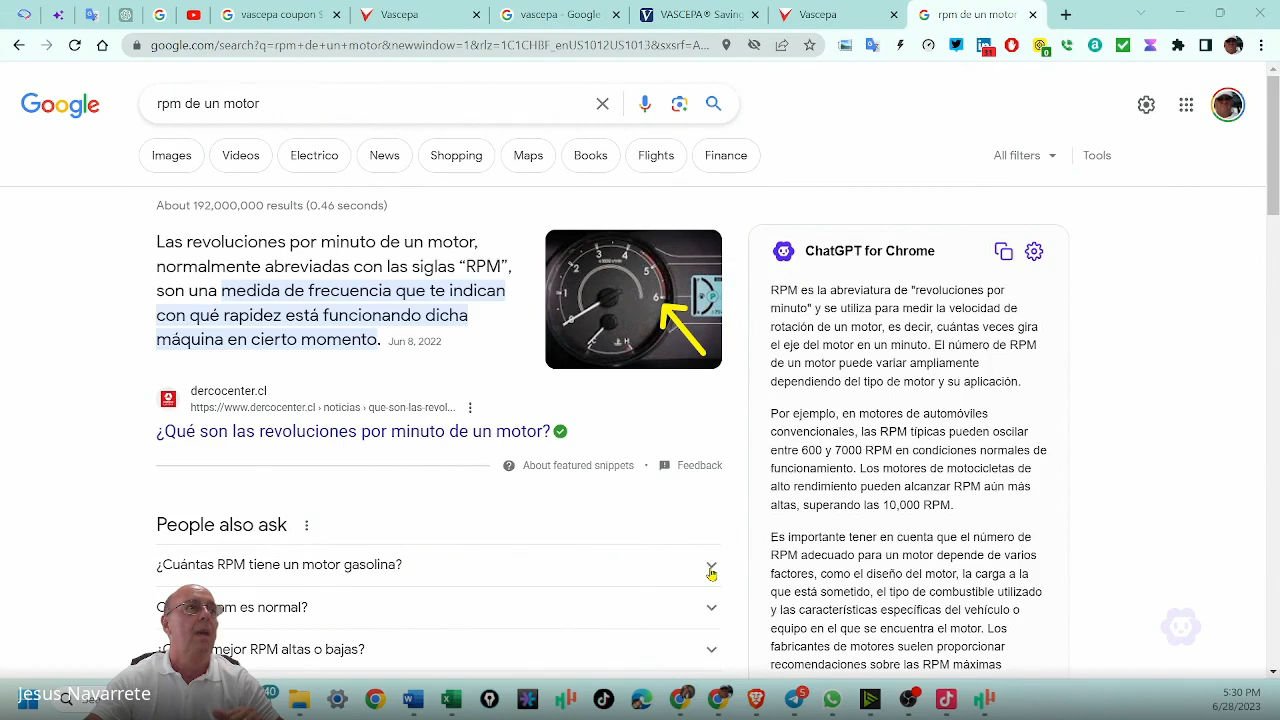 vascepa coupon S
Vascepa
vascepa - Google
VASCEPA® Saving
Vascepa
rpm de un motor
google.com/search?q=rpm+de+un+motor&newwindow=1&rlz=1C1CHBF_enUS1012US1013&sxsrf=A...
31
0
Google
rpm de un motor
Images
Videos
Electrico
News
Shopping
Maps
Books
Flights
Finance
All filters
Tools
About 192,000,000 results (0.46 seconds)
Las revoluciones por minuto de un motor,
normalmente abreviadas con las siglas “RPM”,
son una medida de frecuencia que te indican
con qué rapidez está funcionando dicha
máquina en cierto momento. Jun 8, 2022
0
1
2
3
4
5
6
C
H
dercocenter.cl
https://www.dercocenter.cl › noticias › que-son-las-revol...
¿Qué son las revoluciones por minuto de un motor?
About featured snippets
Feedback
People also ask
¿Cuántas RPM tiene un motor gasolina?
rpm es normal?
mejor RPM altas o bajas?
ChatGPT for Chrome
RPM es la abreviatura de "revoluciones por
minuto" y se utiliza para medir la velocidad de
rotación de un motor, es decir, cuántas veces gira
el eje del motor en un minuto. El número de RPM
de un motor puede variar ampliamente
dependiendo del tipo de motor y su aplicación.
Por ejemplo, en motores de automóviles
convencionales, las RPM típicas pueden oscilar
entre 600 y 7000 RPM en condiciones normales de
funcionamiento. Los motores de motocicletas de
alto rendimiento pueden alcanzar RPM aún más
altas, superando las 10,000 RPM.
Es importante tener en cuenta que el número de
RPM adecuado para un motor depende de varios
factores, como el diseño del motor, la carga a la
que está sometido, el tipo de combustible utilizado
y las características específicas del vehículo o
equipo en el que se encuentra el motor. Los
fabricantes de motores suelen proporcionar
recomendaciones sobre las RPM máximas
Jesus Navarrete
40
5
5:30 PM
6/28/2023